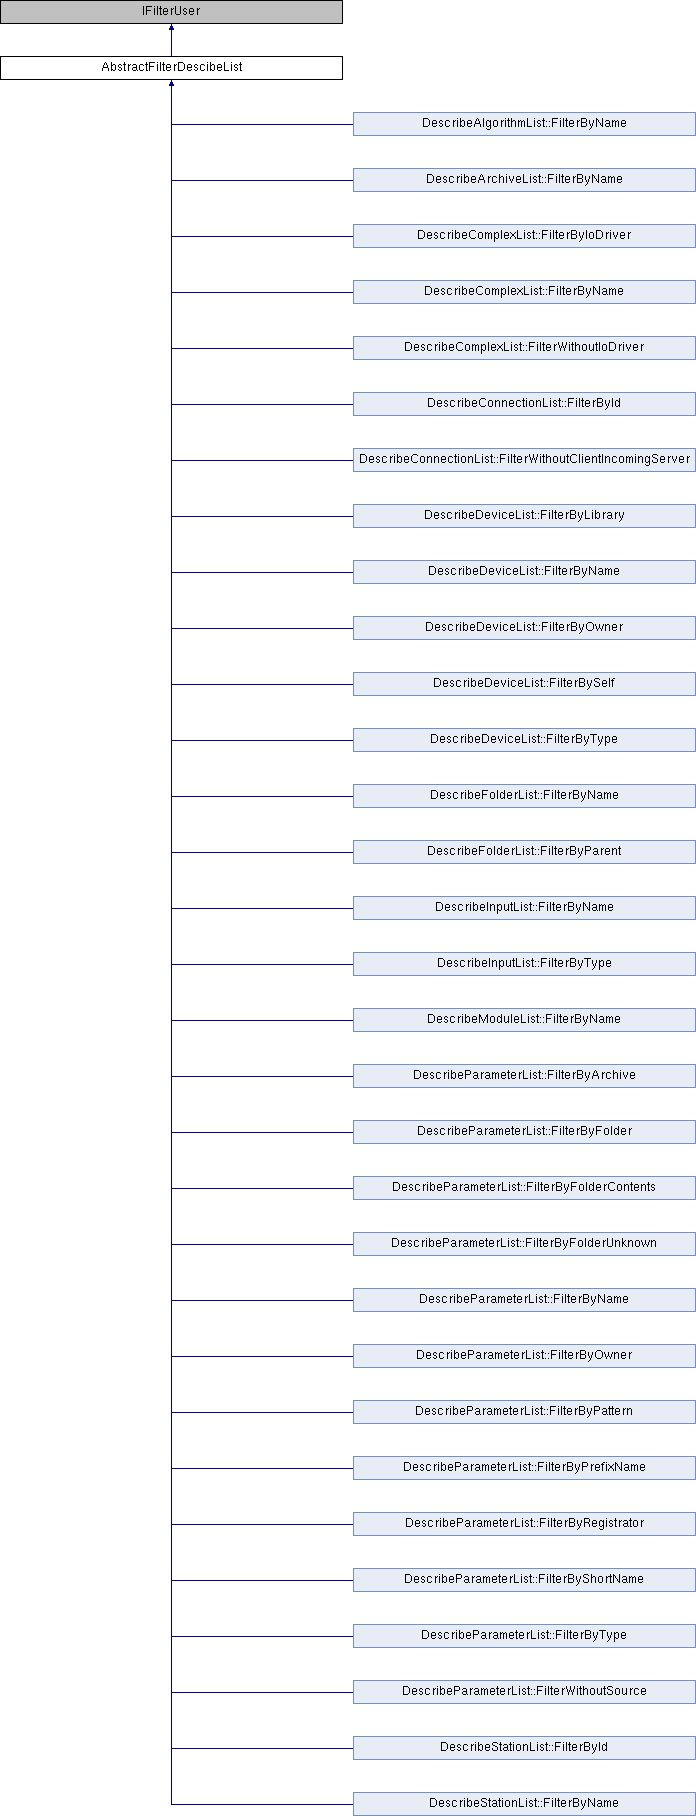 IFilterUser
AbstractFilterDescibeList
DescribeAlgorithmList::FilterByName
DescribeArchiveList::FilterByName
DescribeComplexList::FilterByIoDriver
DescribeComplexList::FilterByName
DescribeComplexList::FilterWithoutIoDriver
DescribeConnectionList::FilterById
DescribeConnectionList::FilterWithoutClientIncomingServer
DescribeDeviceList::FilterByLibrary
DescribeDeviceList::FilterByName
DescribeDeviceList::FilterByOwner
DescribeDeviceList::FilterBySelf
DescribeDeviceList::FilterByType
DescribeFolderList::FilterByName
DescribeFolderList::FilterByParent
DescribeInputList::FilterByName
DescribeInputList::FilterByType
DescribeModuleList::FilterByName
DescribeParameterList::FilterByArchive
DescribeParameterList::FilterByFolder
DescribeParameterList::FilterByFolderContents
DescribeParameterList::FilterByFolderUnknown
DescribeParameterList::FilterByName
DescribeParameterList::FilterByOwner
DescribeParameterList::FilterByPattern
DescribeParameterList::FilterByPrefixName
DescribeParameterList::FilterByRegistrator
DescribeParameterList::FilterByShortName
DescribeParameterList::FilterByType
DescribeParameterList::FilterWithoutSource
DescribeStationList::FilterById
DescribeStationList::FilterByName